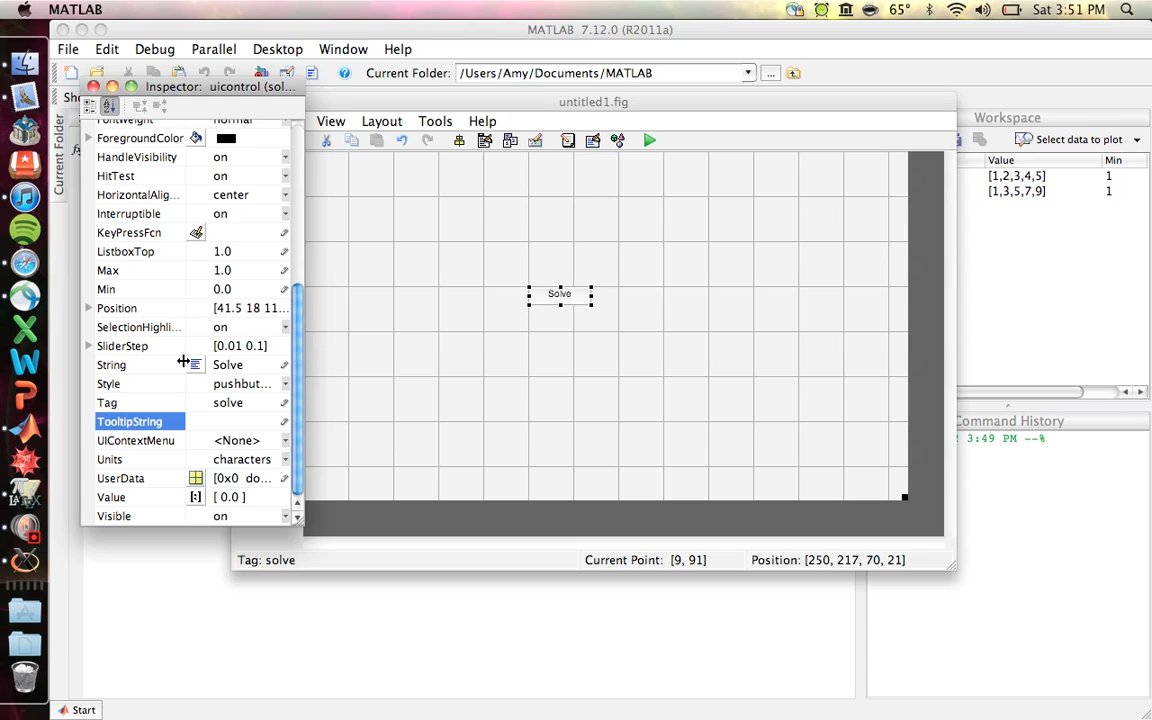 MATLAB
65° Sat 3:51 PM
MATLAB 7.12.0 (R2011a)
File Edit Debug Parallel Desktop Window Help
Current Folder: /Users/Amy/Documents/MATLAB ...
Inspector: uicontrol (sol...
untitled1.fig
View Layout Tools Help
Workspace
Select data to plot
Value Min
[1,2,3,4,5] 1
[1,3,5,7,9] 1
Current Folder
FontWeight normal
ForegroundColor
HandleVisibility on
HitTest on
HorizontalAlig... center
Interruptible on
KeyPressFcn
ListboxTop 1.0
Max 1.0
Min 0.0
Position [41.5 18 11...
SelectionHighli... on
SliderStep [0.01 0.1]
String Solve
Style pushbut...
Tag solve
TooltipString
UIContextMenu <None>
Units characters
UserData [0x0 do...
Value [ 0.0 ]
Visible on
Solve
Command History
3:49 PM --%
Tag: solve Current Point: [9, 91] Position: [250, 217, 70, 21]
Start